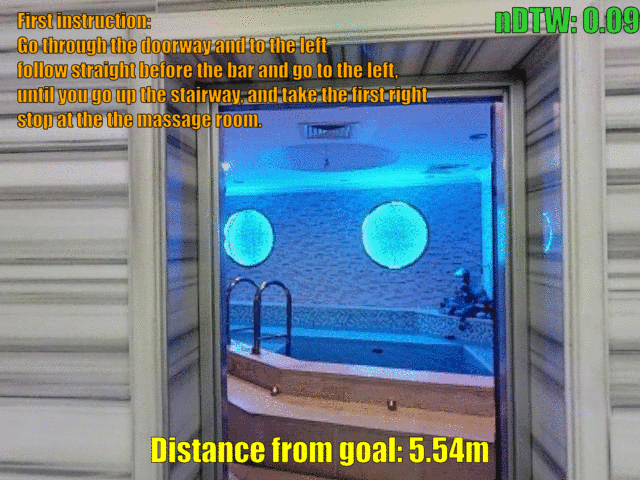 First instruction:
Go through the doorway and to the left
follow straight before the bar and go to the left,
until you go up the stairway, and take the first right
stop at the the massage room.
nDTW: 0.09
Distance from goal: 5.54m